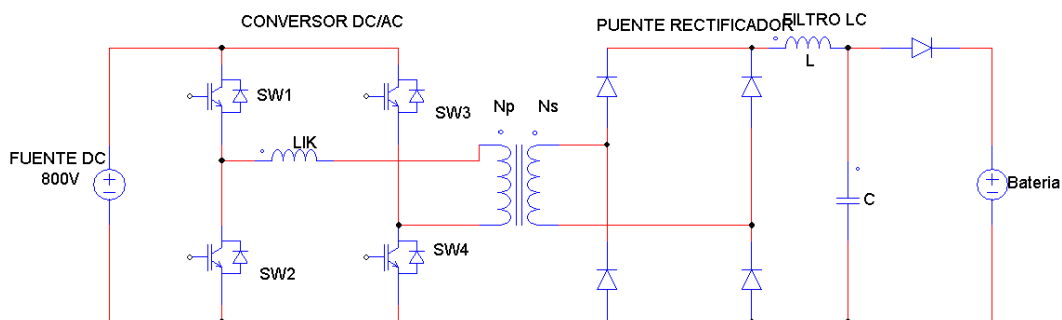 CONVERSOR DC/AC
PUENTE RECTIFICADOR
FILTRO LC
L
SW1
SW3
Np
Ns
LIK
FUENTE DC
800V
Bateria
C
SW2
SW4